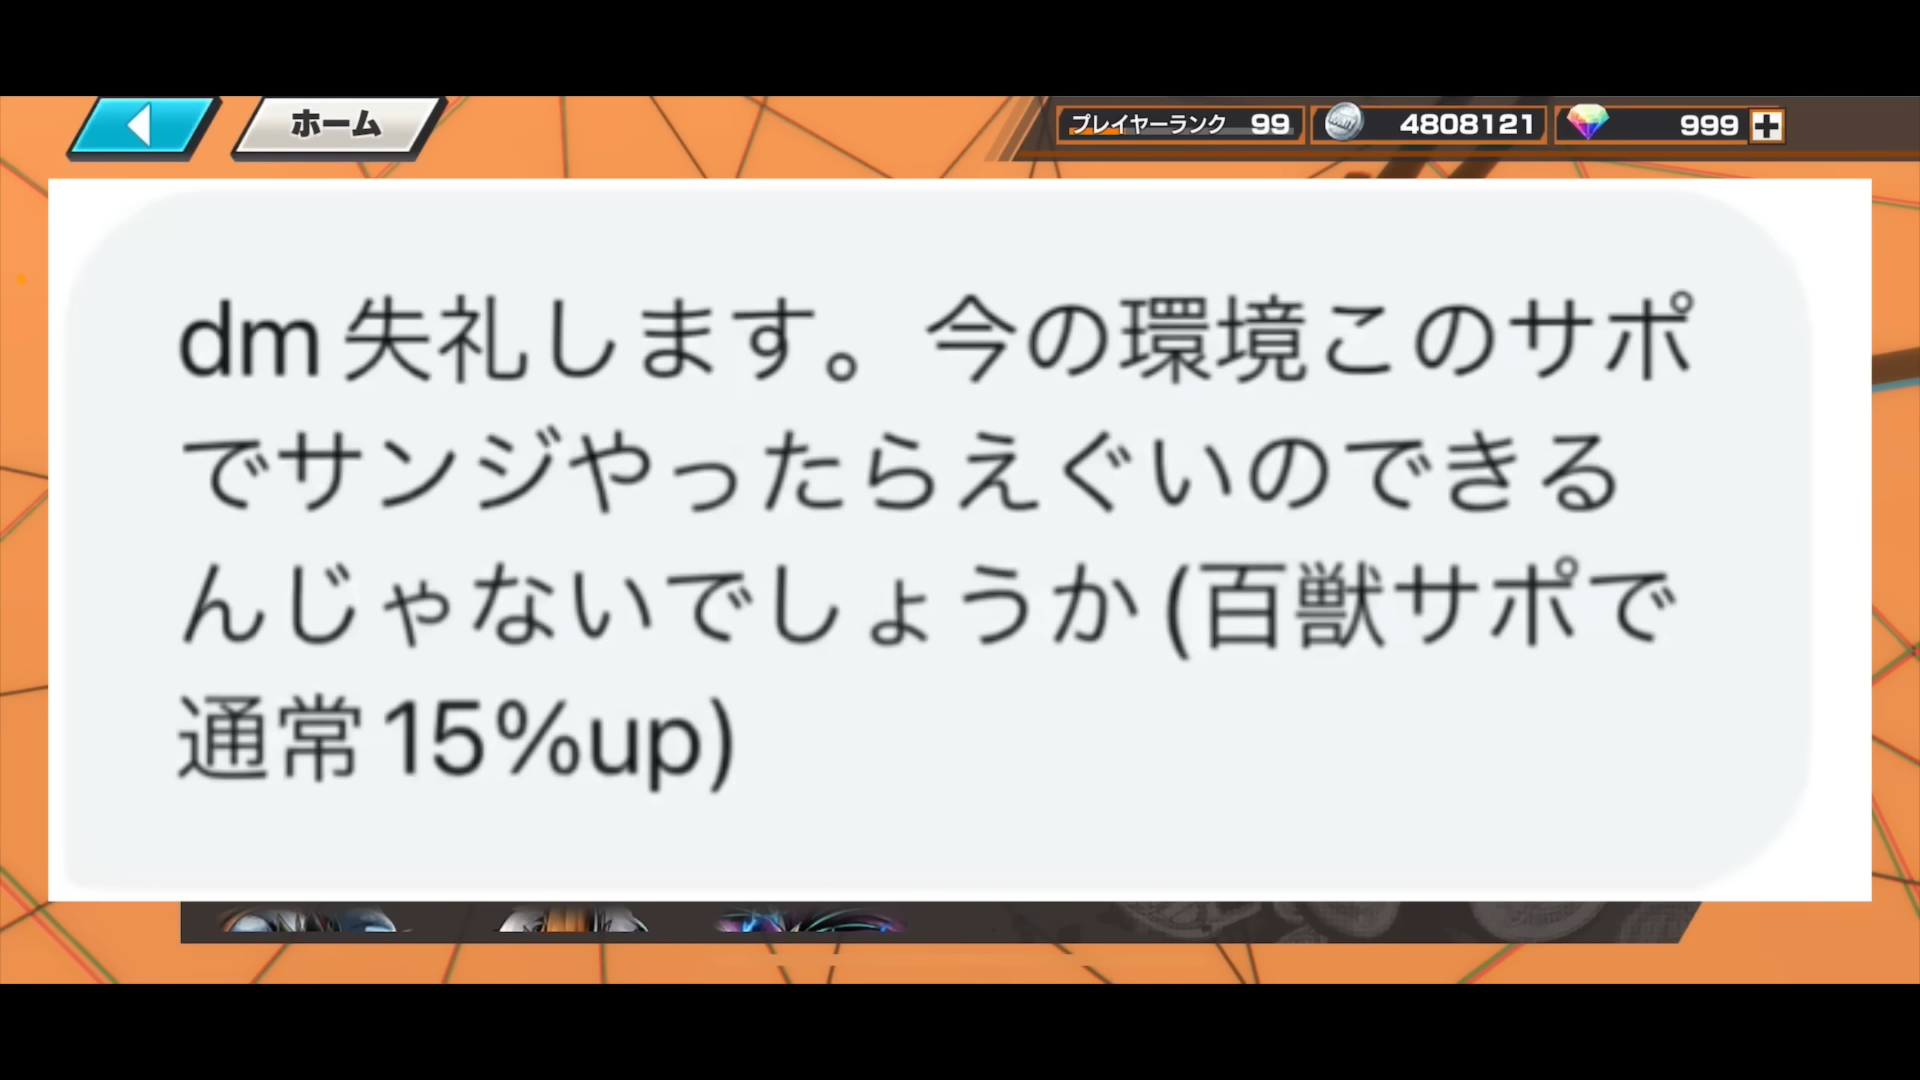 ホーム
プレイヤーランク 99
4808121
999
dm失礼します。今の環境このサポ
でサンジやったらえぐいのできる
んじゃないでしょうか(百獣サポで
通常15%up)